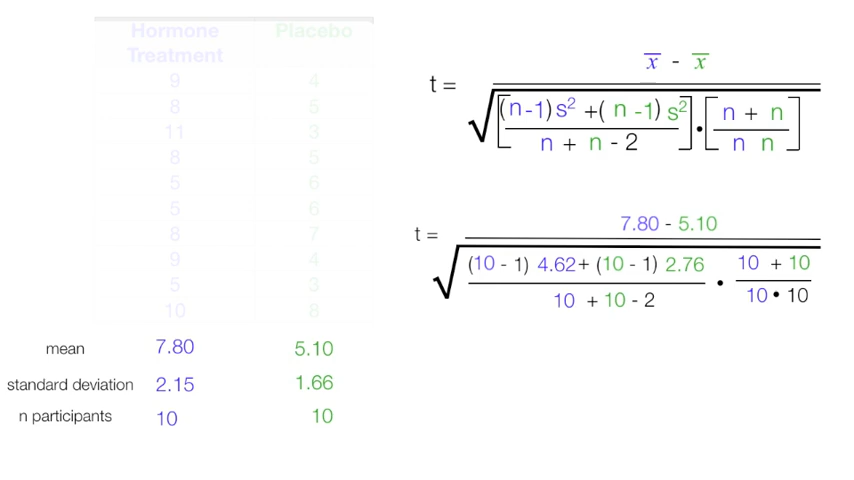 Hormone Treatment Placebo
9 4
8 5
11 3
8 5
5 6
5 6
8 7
9 4
5 3
10 8
mean 7.80 5.10
standard deviation 2.15 1.66
n participants 10 10
x̄ - x̄
t =
[(n-1) s² + ( n -1) s²] • [n + n]
n + n - 2 n n
7.80 - 5.10
t =
(10 - 1) 4.62 + (10 - 1) 2.76 • 10 + 10
10 + 10 - 2 10 • 10